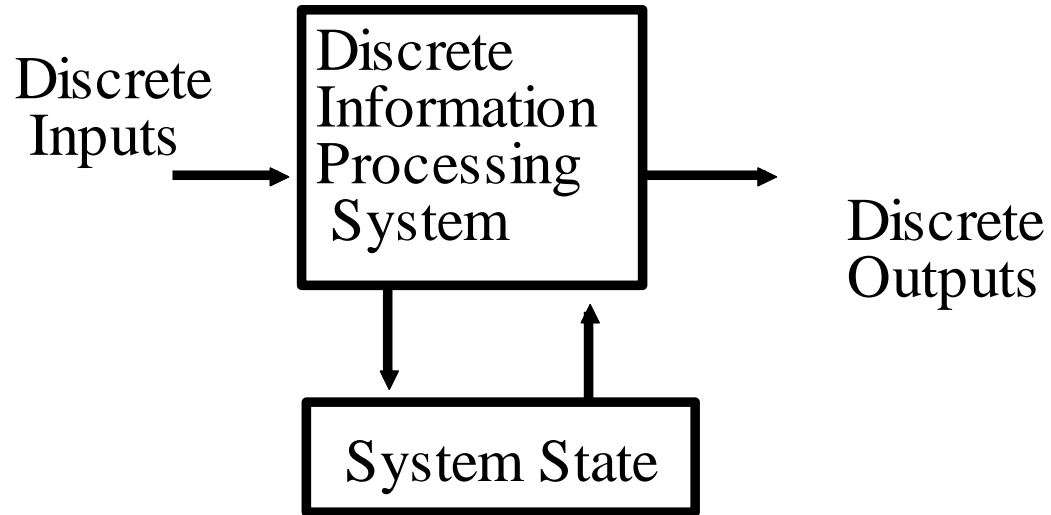 Discrete
Inputs
Discrete
Information
Processing
System
Discrete
Outputs
System State